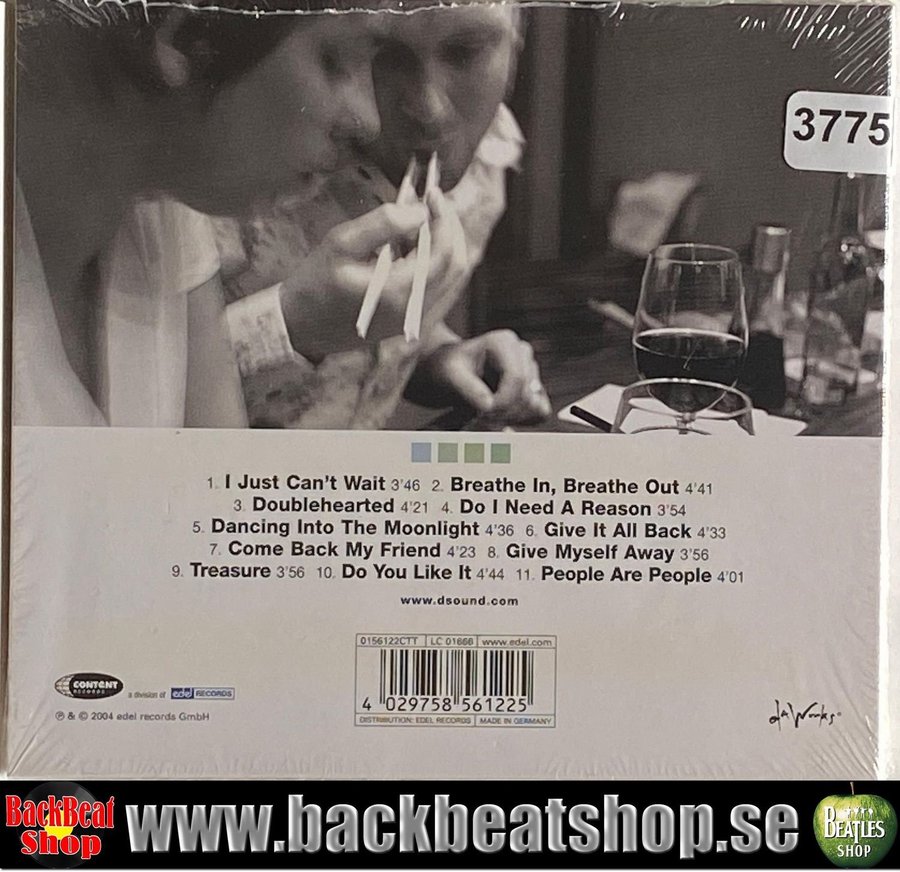 3775
1. I Just Can't Wait 3'46 2. Breathe In, Breathe Out 4'41
3. Doublehearted 4'21 4. Do I Need A Reason 3'54
5. Dancing Into The Moonlight 4'36 6. Give It All Back 4'33
7. Come Back My Friend 4'23 8. Give Myself Away 3'56
9. Treasure 3'56 10. Do You Like It 4'44 11. People Are People 4'01
www.dsound.com
0156122CTT LC 01666 www.edel.com
4 029758 561225
DISTRIBUTION: EDEL RECORDS MADE IN GERMANY
CONTENT
RECORDS
a division of edel RECORDS
℗ & © 2004 edel records GmbH
da Works
BackBeat
Shop
www.backbeatshop.se
BEATLES
SHOP